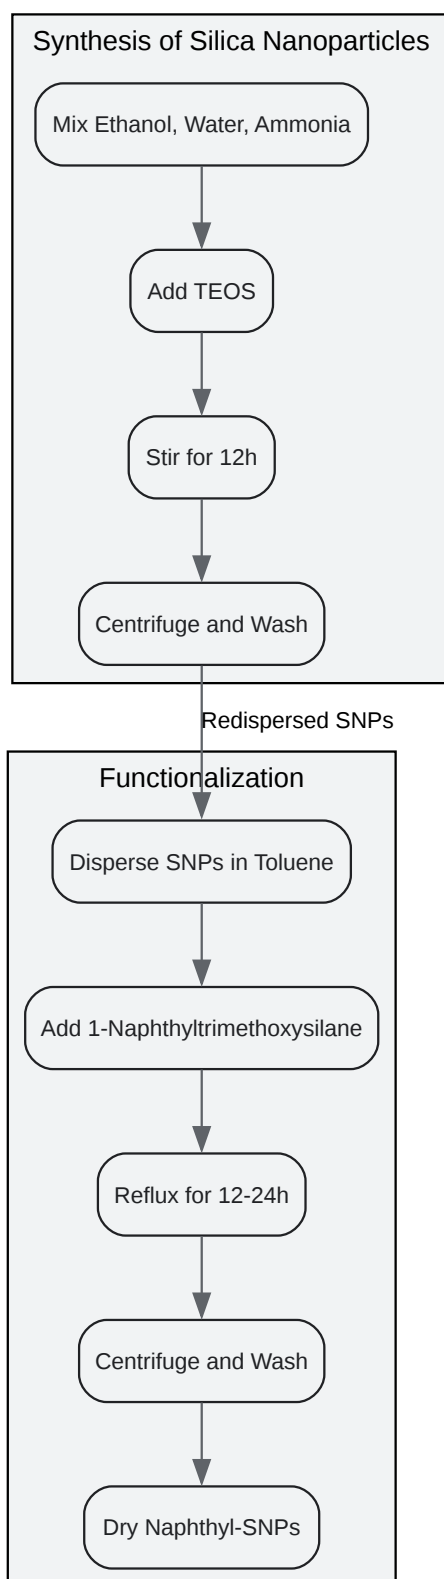 Synthesis of Silica Nanoparticles
Mix Ethanol, Water, Ammonia
Add TEOS
Stir for 12h
Centrifuge and Wash
Redispersed SNPs
Functionalization
Disperse SNPs in Toluene
Add 1-Naphthyltrimethoxysilane
Reflux for 12-24h
Centrifuge and Wash
Dry Naphthyl-SNPs